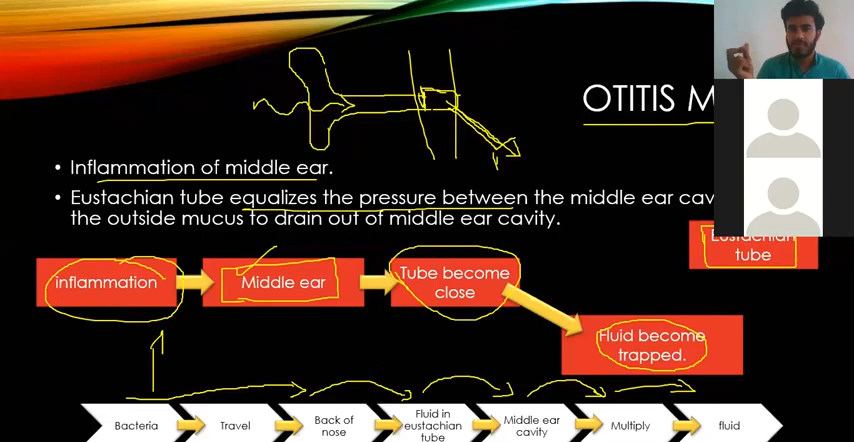 OTITIS M
• Inflammation of middle ear.
• Eustachian tube equalizes the pressure between the middle ear cav
the outside mucus to drain out of middle ear cavity.
Eustachian
tube
inflammation
Middle ear
Tube become
close
Fluid become
trapped.
Bacteria
Travel
Back of
nose
Fluid in
eustachian
tube
Middle ear
cavity
Multiply
fluid